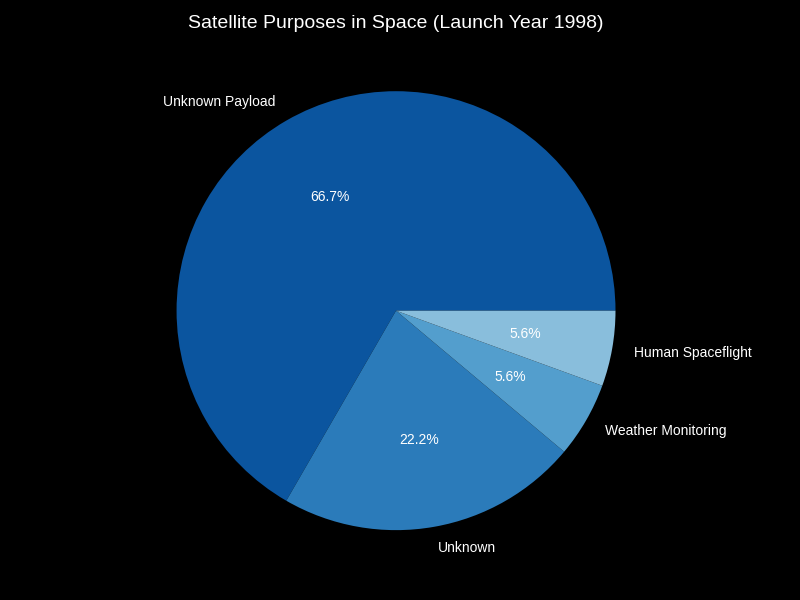 Satellite Purposes in Space (Launch Year 1998)
Unknown Payload
66.7%
5.6%
Human Spaceflight
5.6%
Weather Monitoring
22.2%
Unknown